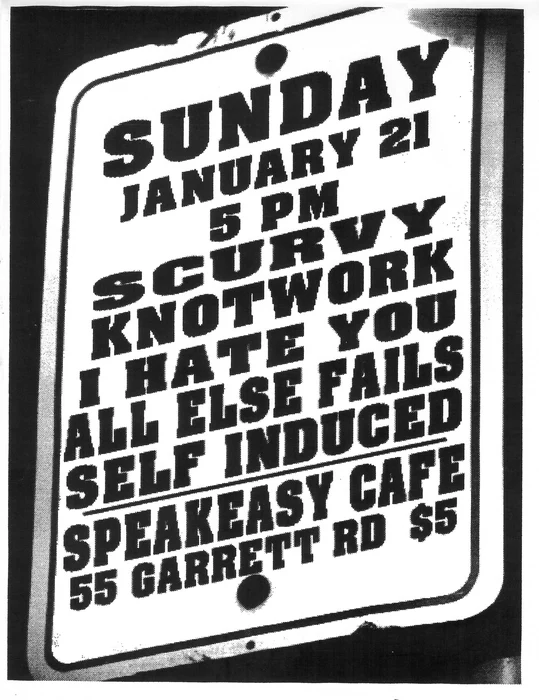 SUNDAY
JANUARY 21
5 PM
SCURVY
KNOTWORK
I HATE YOU
ALL ELSE FAILS
SELF INDUCED
SPEAKEASY CAFE
55 GARRETT RD $5